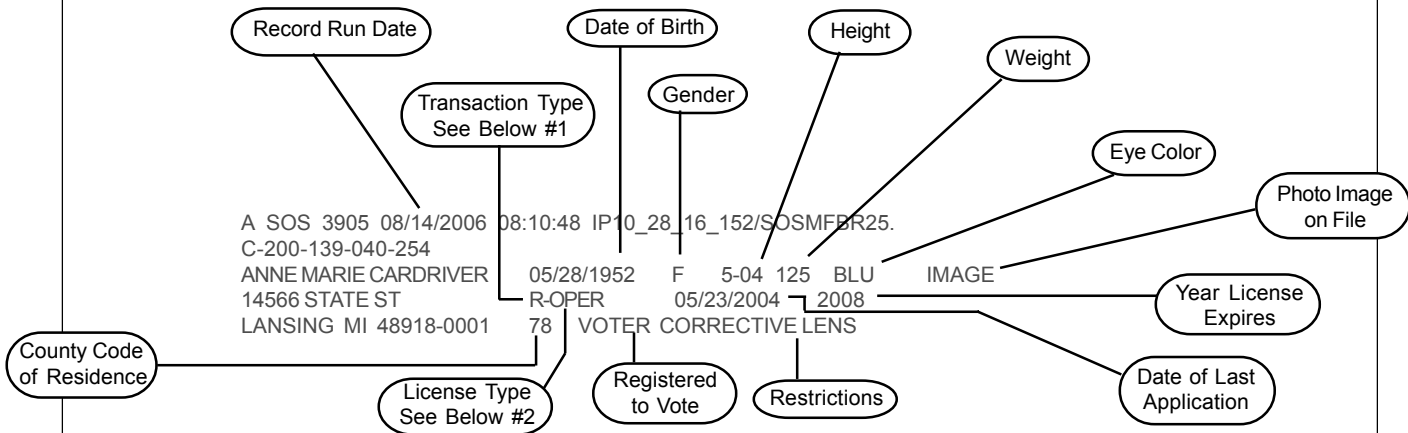 Record Run Date
Date of Birth
Height
Weight
Transaction Type
See Below #1
Gender
Eye Color
Photo Image
on File
A SOS 3905 08/14/2006 08:10:48 IP10_28_16_152/SOSMFBR25.
C-200-139-040-254
ANNE MARIE CARDRIVER 05/28/1952 F 5-04 125 BLU IMAGE
14566 STATE ST R-OPER 05/23/2004 2008
LANSING MI 48918-0001 78 VOTER CORRECTIVE LENS
Year License
Expires
County Code
of Residence
License Type
See Below #2
Registered
to Vote
Restrictions
Date of Last
Application